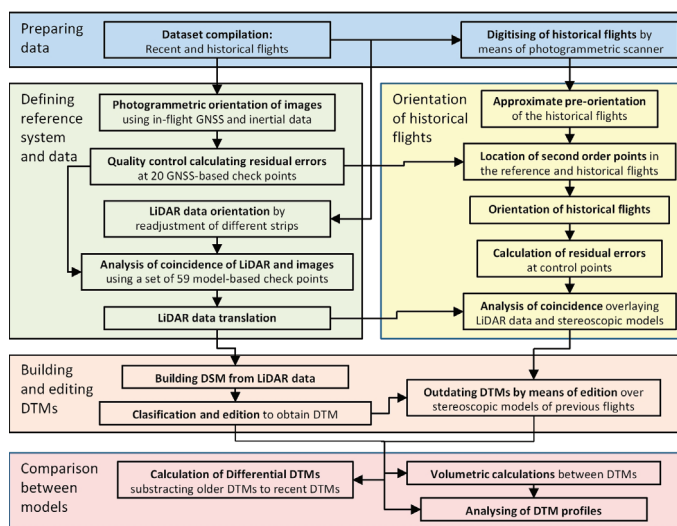 Preparing
data
Dataset compilation:
Recent and historical flights
Digitising of historical flights by
means of photogrammetric scanner
Defining
reference
system
and data
Photogrammetric orientation of images
using in-flight GNSS and inertial data
Quality control calculating residual errors
at 20 GNSS-based check points
LiDAR data orientation by
readjustment of different strips
Analysis of coincidence of LiDAR and images
using a set of 59 model-based check points
LiDAR data translation
Orientation
of historical
flights
Approximate pre-orientation
of the historical flights
Location of second order points in
the reference and historical flights
Orientation of historical flights
Calculation of residual errors
at control points
Analysis of coincidence overlaying
LiDAR data and stereoscopic models
Building
and editing
DTMs
Building DSM from LiDAR data
Clasification and edition to obtain DTM
Outdating DTMs by means of edition over
stereoscopic models of previous flights
Comparison
between
models
Calculation of Differential DTMs
substracting older DTMs to recent DTMs
Volumetric calculations between DTMs
Analysing of DTM profiles